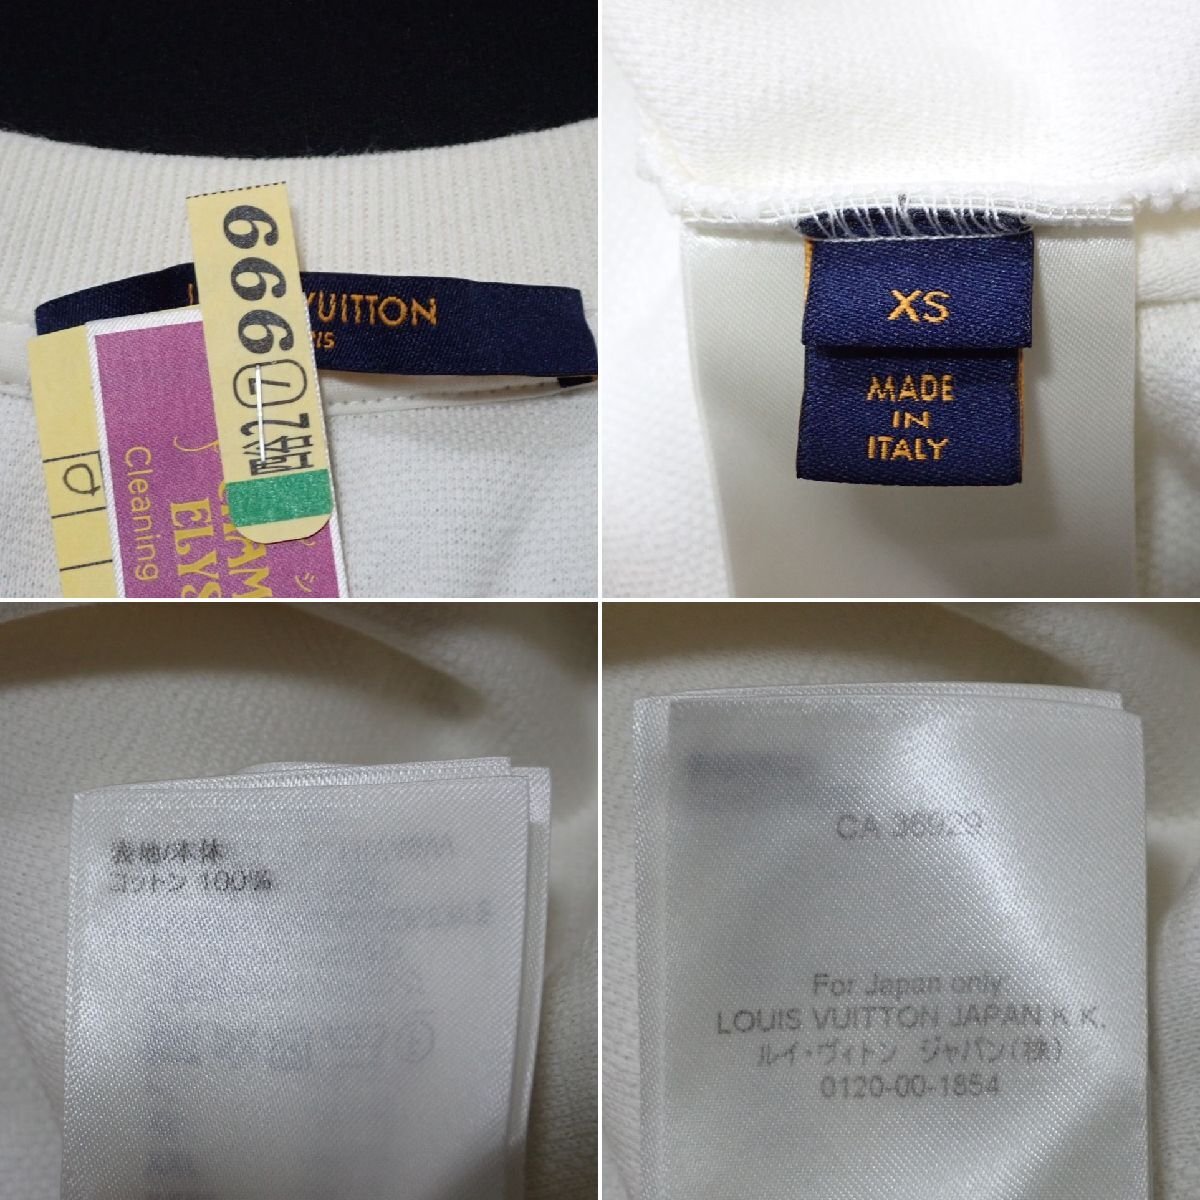 666
7
VUITTON
Cleaning
ELYS
XS
MADE
IN
ITALY
表地/本体
コットン 100%
CA 36929
For Japan only:
LOUIS VUITTON JAPAN K.K.
ルイ・ヴィトン ジャパン(株)
0120-00-1854